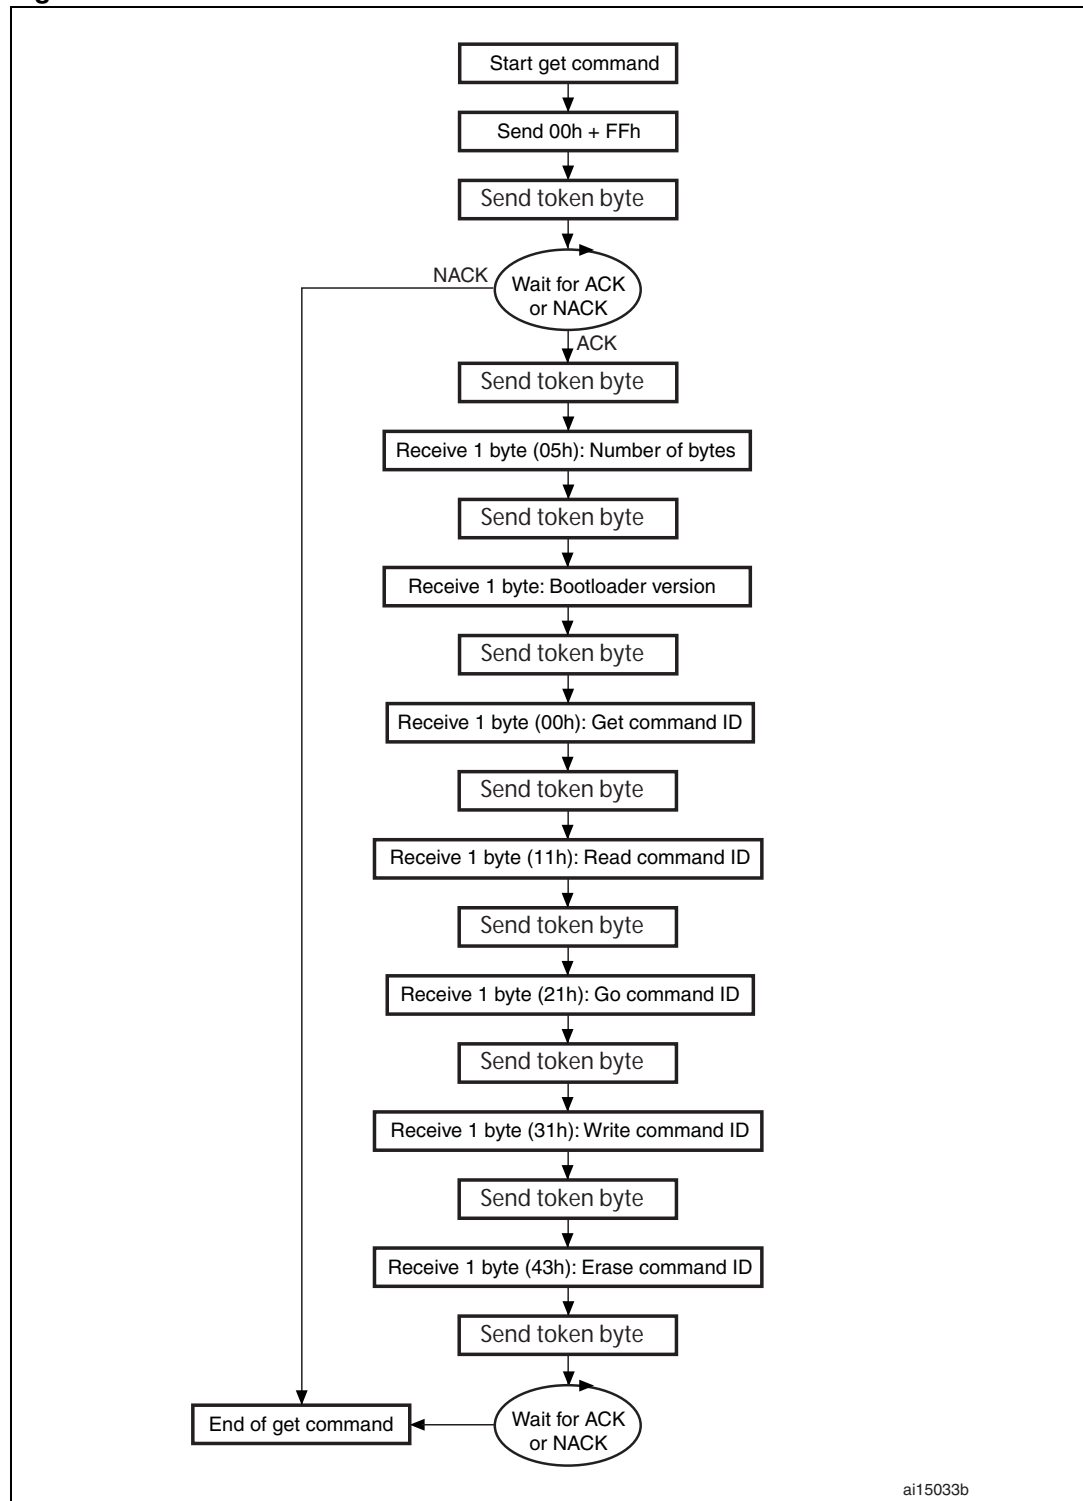 Start get command
Send 00h + FFh
Send token byte
NACK
Wait for ACK
or NACK
ACK
Send token byte
Receive 1 byte (05h): Number of bytes
Send token byte
Receive 1 byte: Bootloader version
Send token byte
Receive 1 byte (00h): Get command ID
Send token byte
Receive 1 byte (11h): Read command ID
Send token byte
Receive 1 byte (21h): Go command ID
Send token byte
Receive 1 byte (31h): Write command ID
Send token byte
Receive 1 byte (43h): Erase command ID
Send token byte
End of get command
Wait for ACK
or NACK
ai15033b